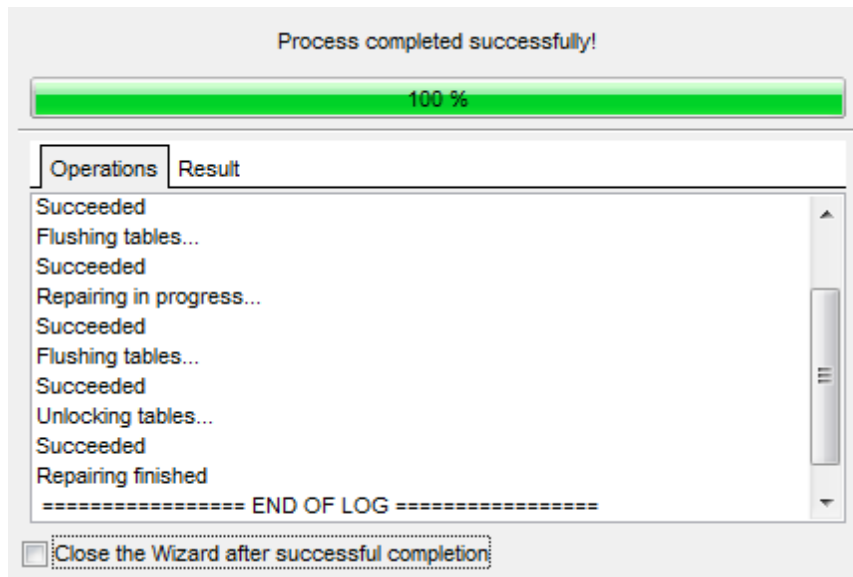 Process completed successfully!
100 %
Operations Result
Succeeded
Flushing tables...
Succeeded
Repairing in progress...
Succeeded
Flushing tables...
Succeeded
Unlocking tables...
Succeeded
Repairing finished
================= END OF LOG =================
Close the Wizard after successful completion